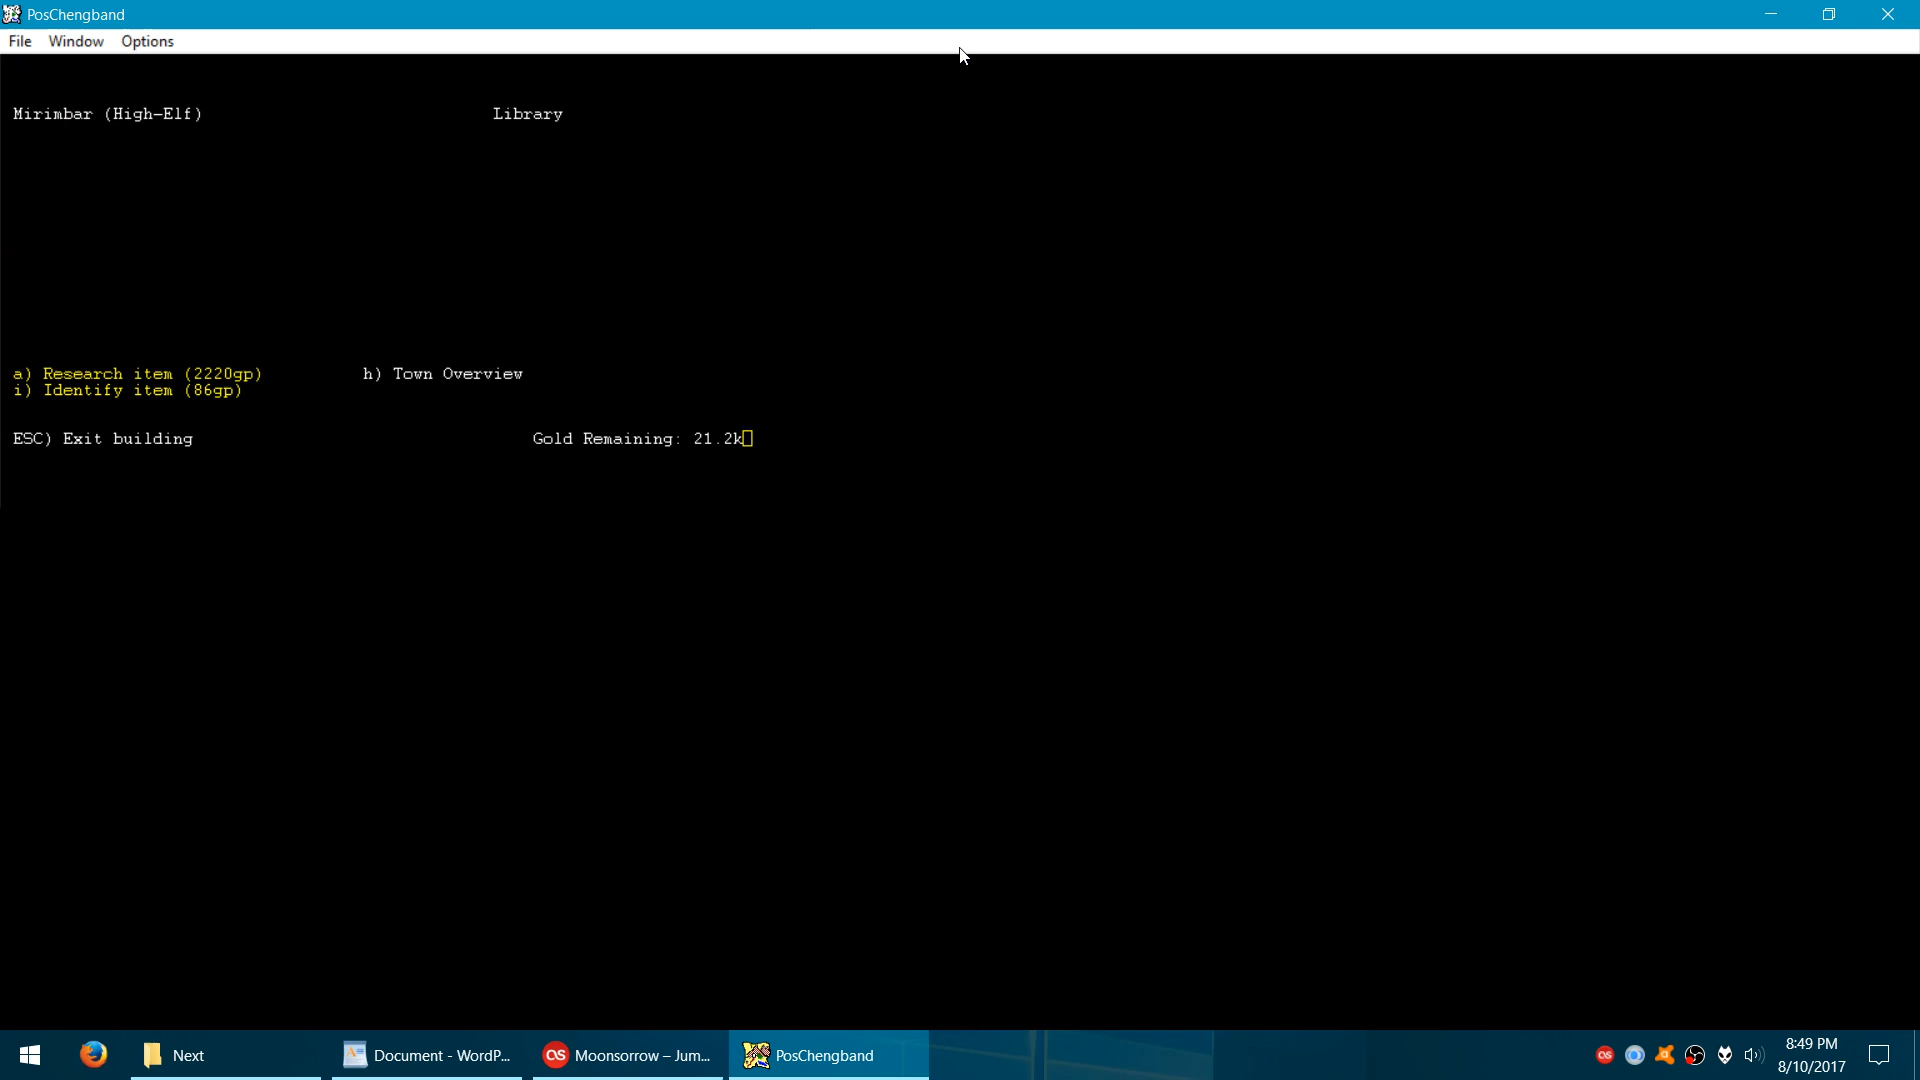 PosChengband
File Window Options
Mirimbar (High-Elf) Library
a) Research item (2220gp) h) Town Overview
i) Identify item (86gp)
ESC) Exit building Gold Remaining: 21.2k
Next Document - WordP... Moonsorrow – Jum... PosChengband
8:49 PM
8/10/2017